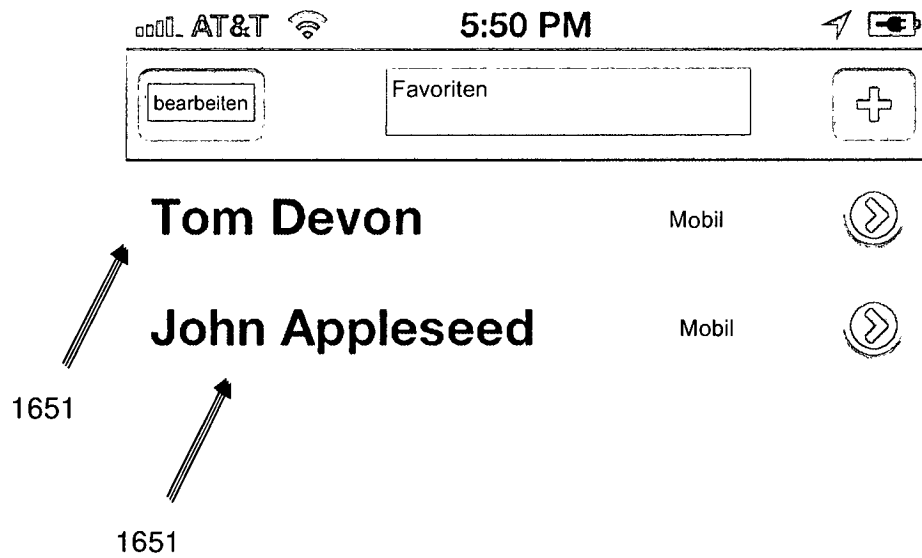 AT&T 5:50 PM
bearbeiten Favoriten
Tom Devon Mobil
John Appleseed Mobil
1651
1651